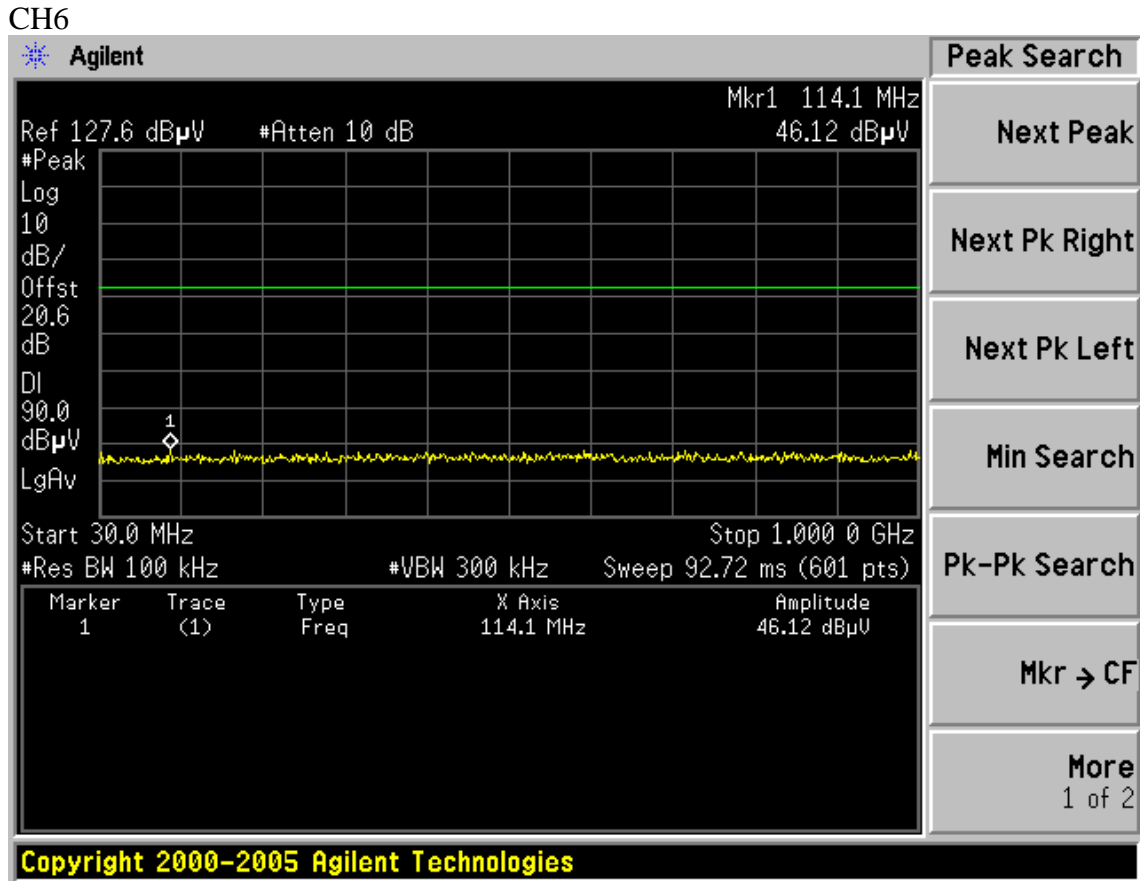 CH6
Agilent
Peak Search
Mkr1 114.1 MHz
Ref 127.6 dBµV #Atten 10 dB 46.12 dBµV
#Peak
Log
10
dB/
Offst
20.6
dB
DI
90.0
dBµV
LgAv
1
Start 30.0 MHz Stop 1.000 0 GHz
#Res BW 100 kHz #VBW 300 kHz Sweep 92.72 ms (601 pts)
Marker Trace Type X Axis Amplitude
1 (1) Freq 114.1 MHz 46.12 dBµV
Next Peak
Next Pk Right
Next Pk Left
Min Search
Pk-Pk Search
Mkr → CF
More
1 of 2
Copyright 2000-2005 Agilent Technologies